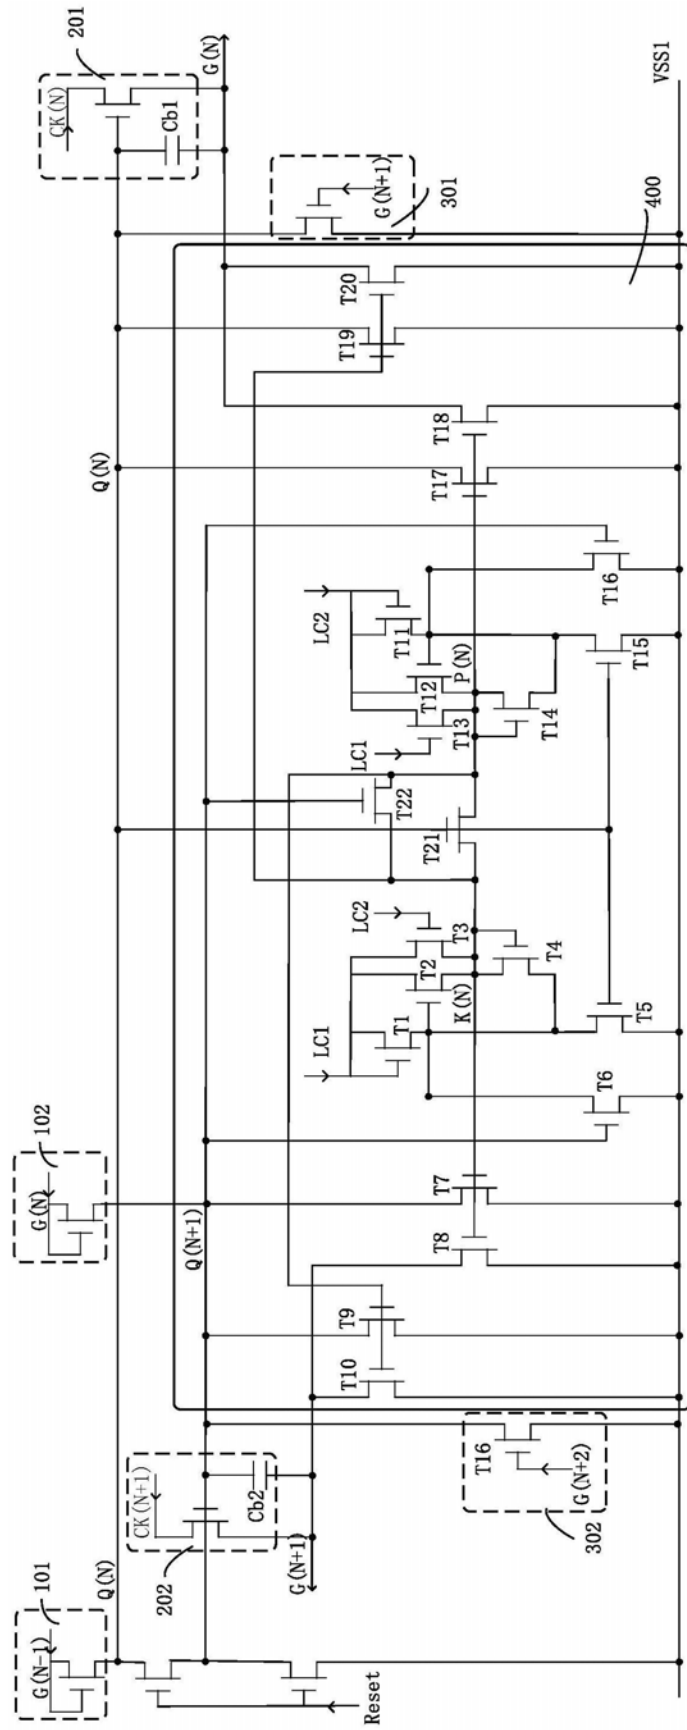 101
G(N-1)
Q(N)
Reset
202
CK(N+1)
Cb2
G(N+1)
T16
G(N+2)
302
102
G(N)
Q(N+1)
T10
T9
T8
T7
T6
T5
LC1
T1
T2
T3
LC2
K(N)
T4
T21
T22
LC1
T13
T12
T11
LC2
P(N)
T14
T15
T16
Q(N)
T17
T18
T19
T20
400
G(N+1)
301
CK(N)
201
Cb1
G(N)
VSS1